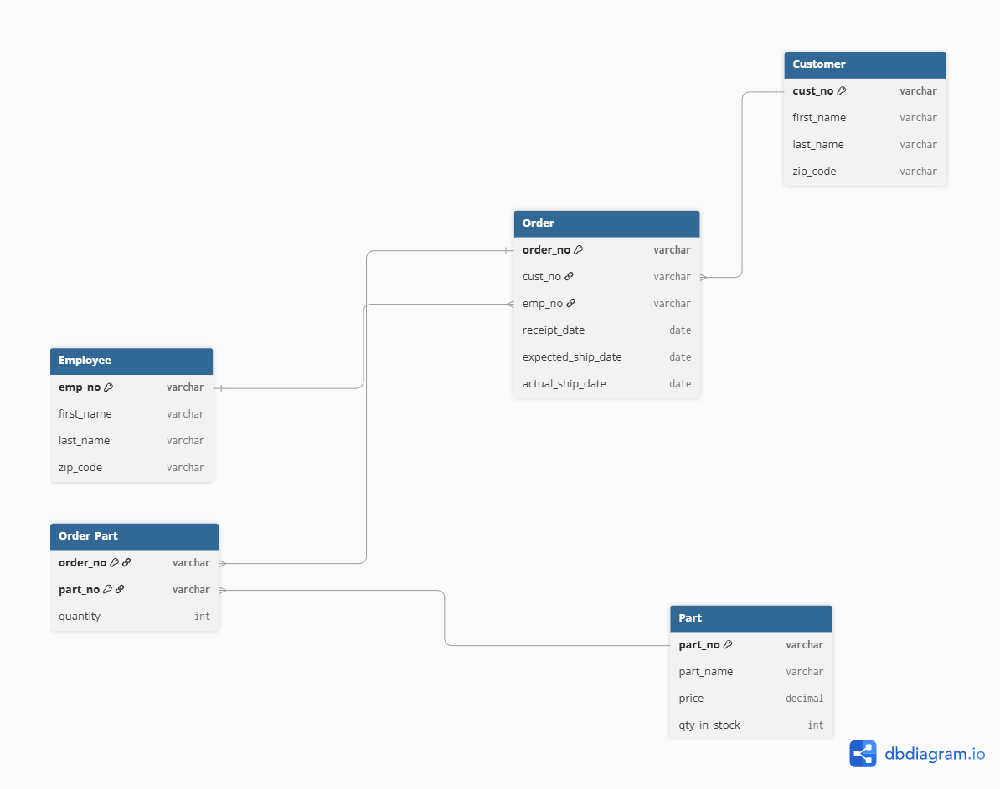 Customer
cust_no varchar
first_name varchar
last_name varchar
zip_code varchar
Order
order_no varchar
cust_no varchar
emp_no varchar
receipt_date date
expected_ship_date date
actual_ship_date date
Employee
emp_no varchar
first_name varchar
last_name varchar
zip_code varchar
Order_Part
order_no varchar
part_no varchar
quantity int
Part
part_no varchar
part_name varchar
price decimal
qty_in_stock int
dbdiagram.io